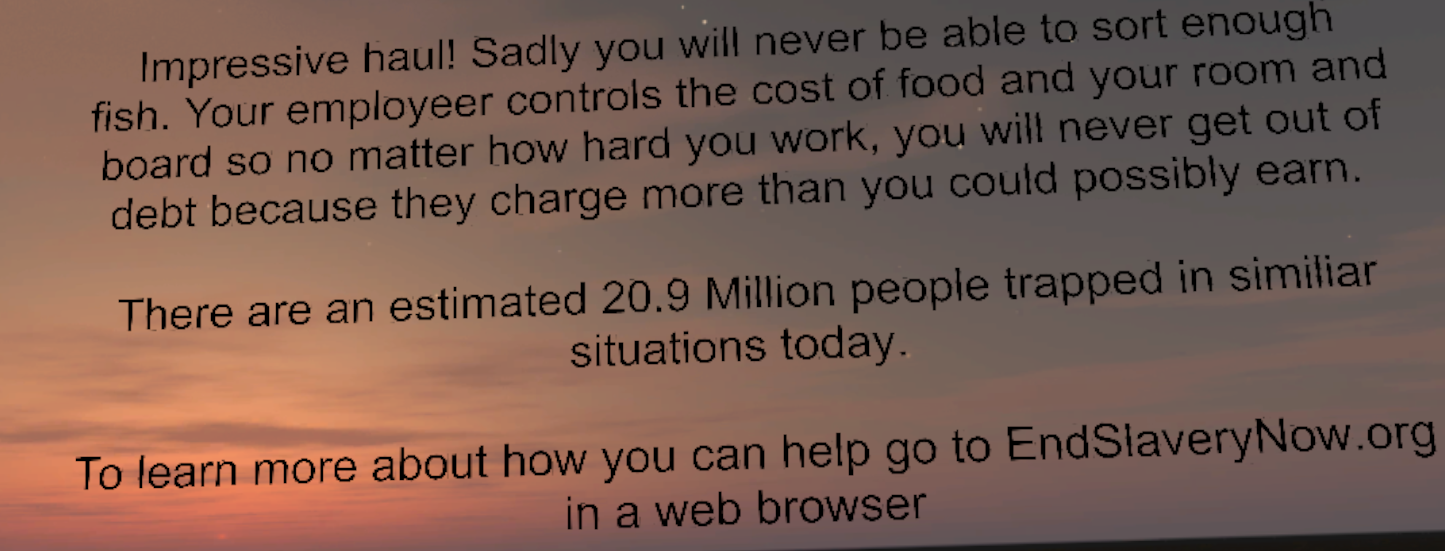 Impressive haul! Sadly you will never be able to sort enough
fish. Your employeer controls the cost of food and your room and
board so no matter how hard you work, you will never get out of
debt because they charge more than you could possibly earn.
There are an estimated 20.9 Million people trapped in similiar
situations today.
To learn more about how you can help go to EndSlaveryNow.org
in a web browser